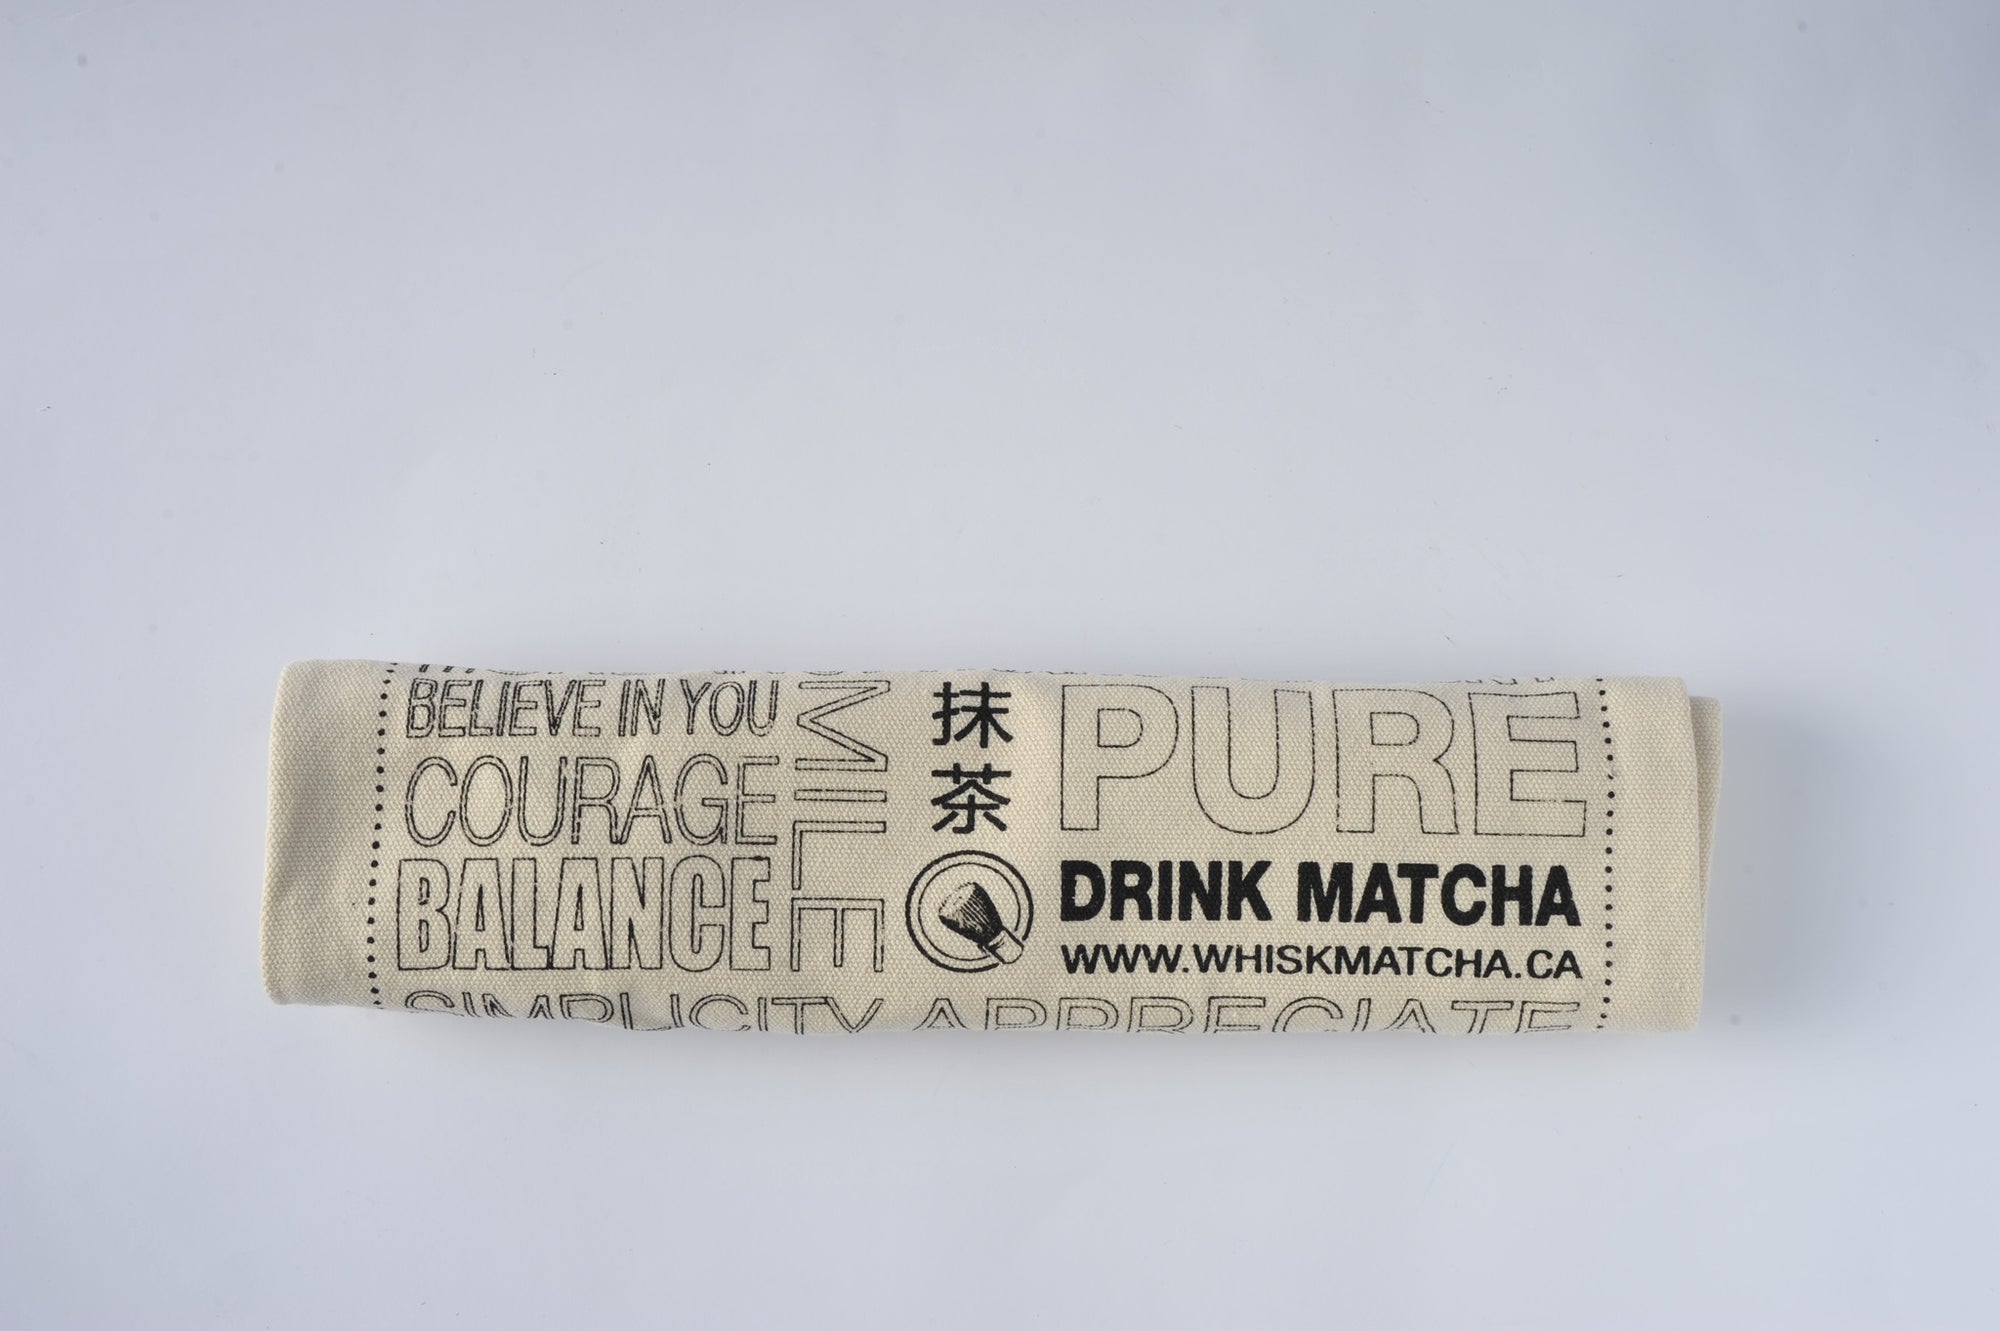 BELIEVE IN YOU
COURAGE
BALANCE
SMILE
抹茶
PURE
DRINK MATCHA
WWW.WHISKMATCHA.CA
SIMPLICITY APPRECIATE